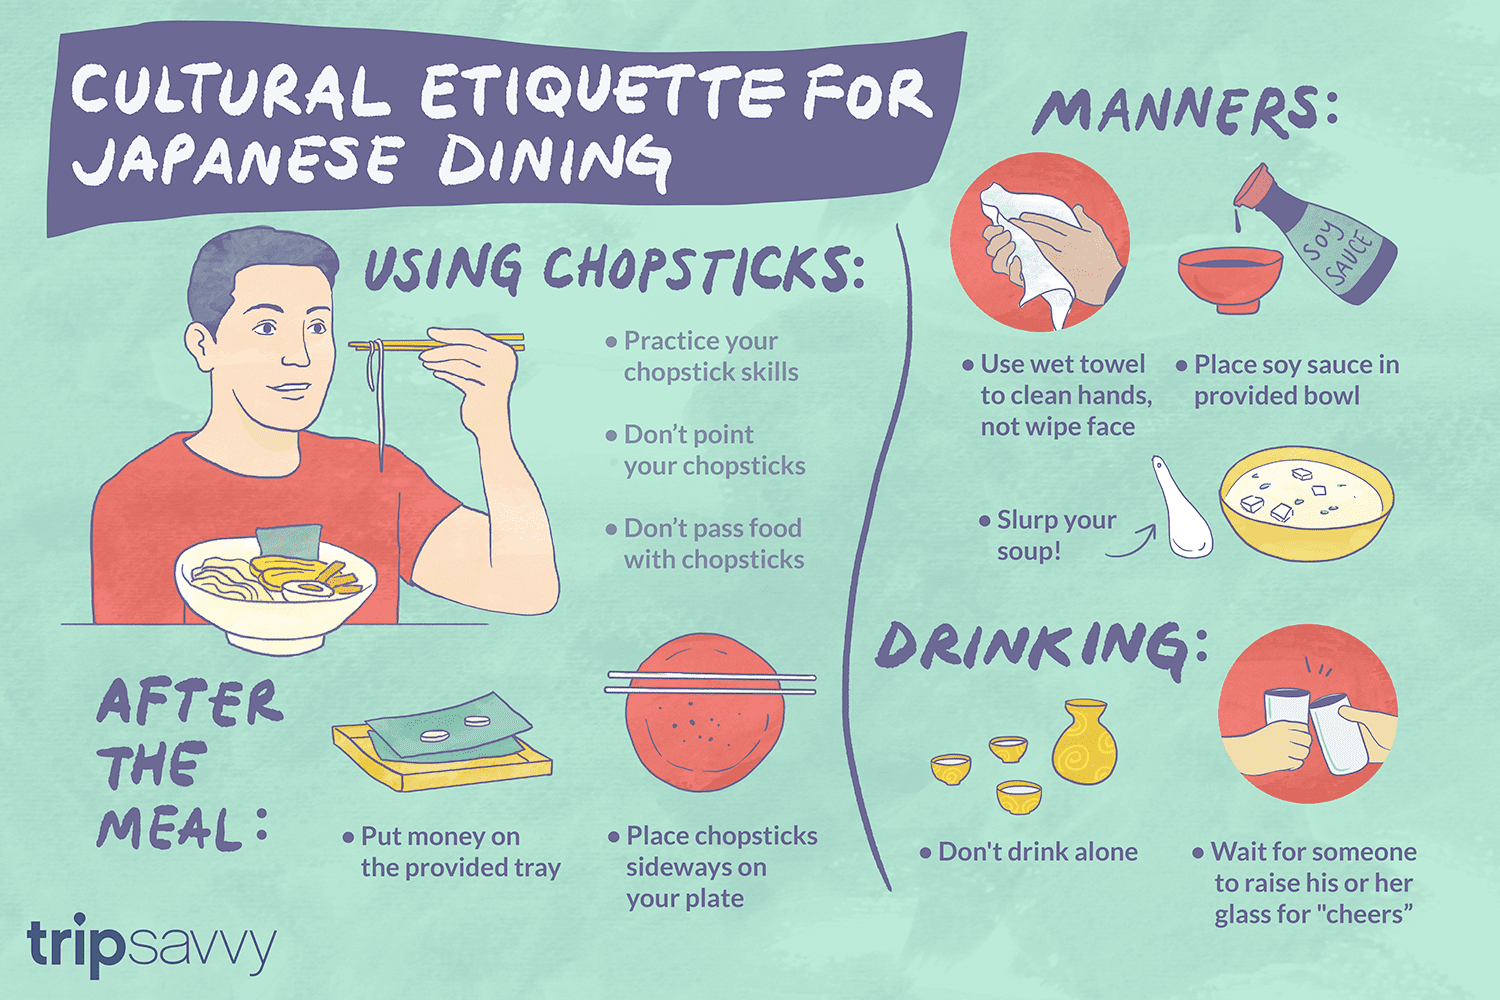 CULTURAL ETIQUETTE FOR
JAPANESE DINING
USING CHOPSTICKS:
• Practice your
chopstick skills
• Don’t point
your chopsticks
• Don’t pass food
with chopsticks
AFTER
THE
MEAL:
• Put money on
the provided tray
• Place chopsticks
sideways on
your plate
MANNERS:
SOY
SAUCE
• Use wet towel
to clean hands,
not wipe face
• Place soy sauce in
provided bowl
• Slurp your
soup!
DRINKING:
• Don't drink alone
• Wait for someone
to raise his or her
glass for "cheers”
tripsavvy